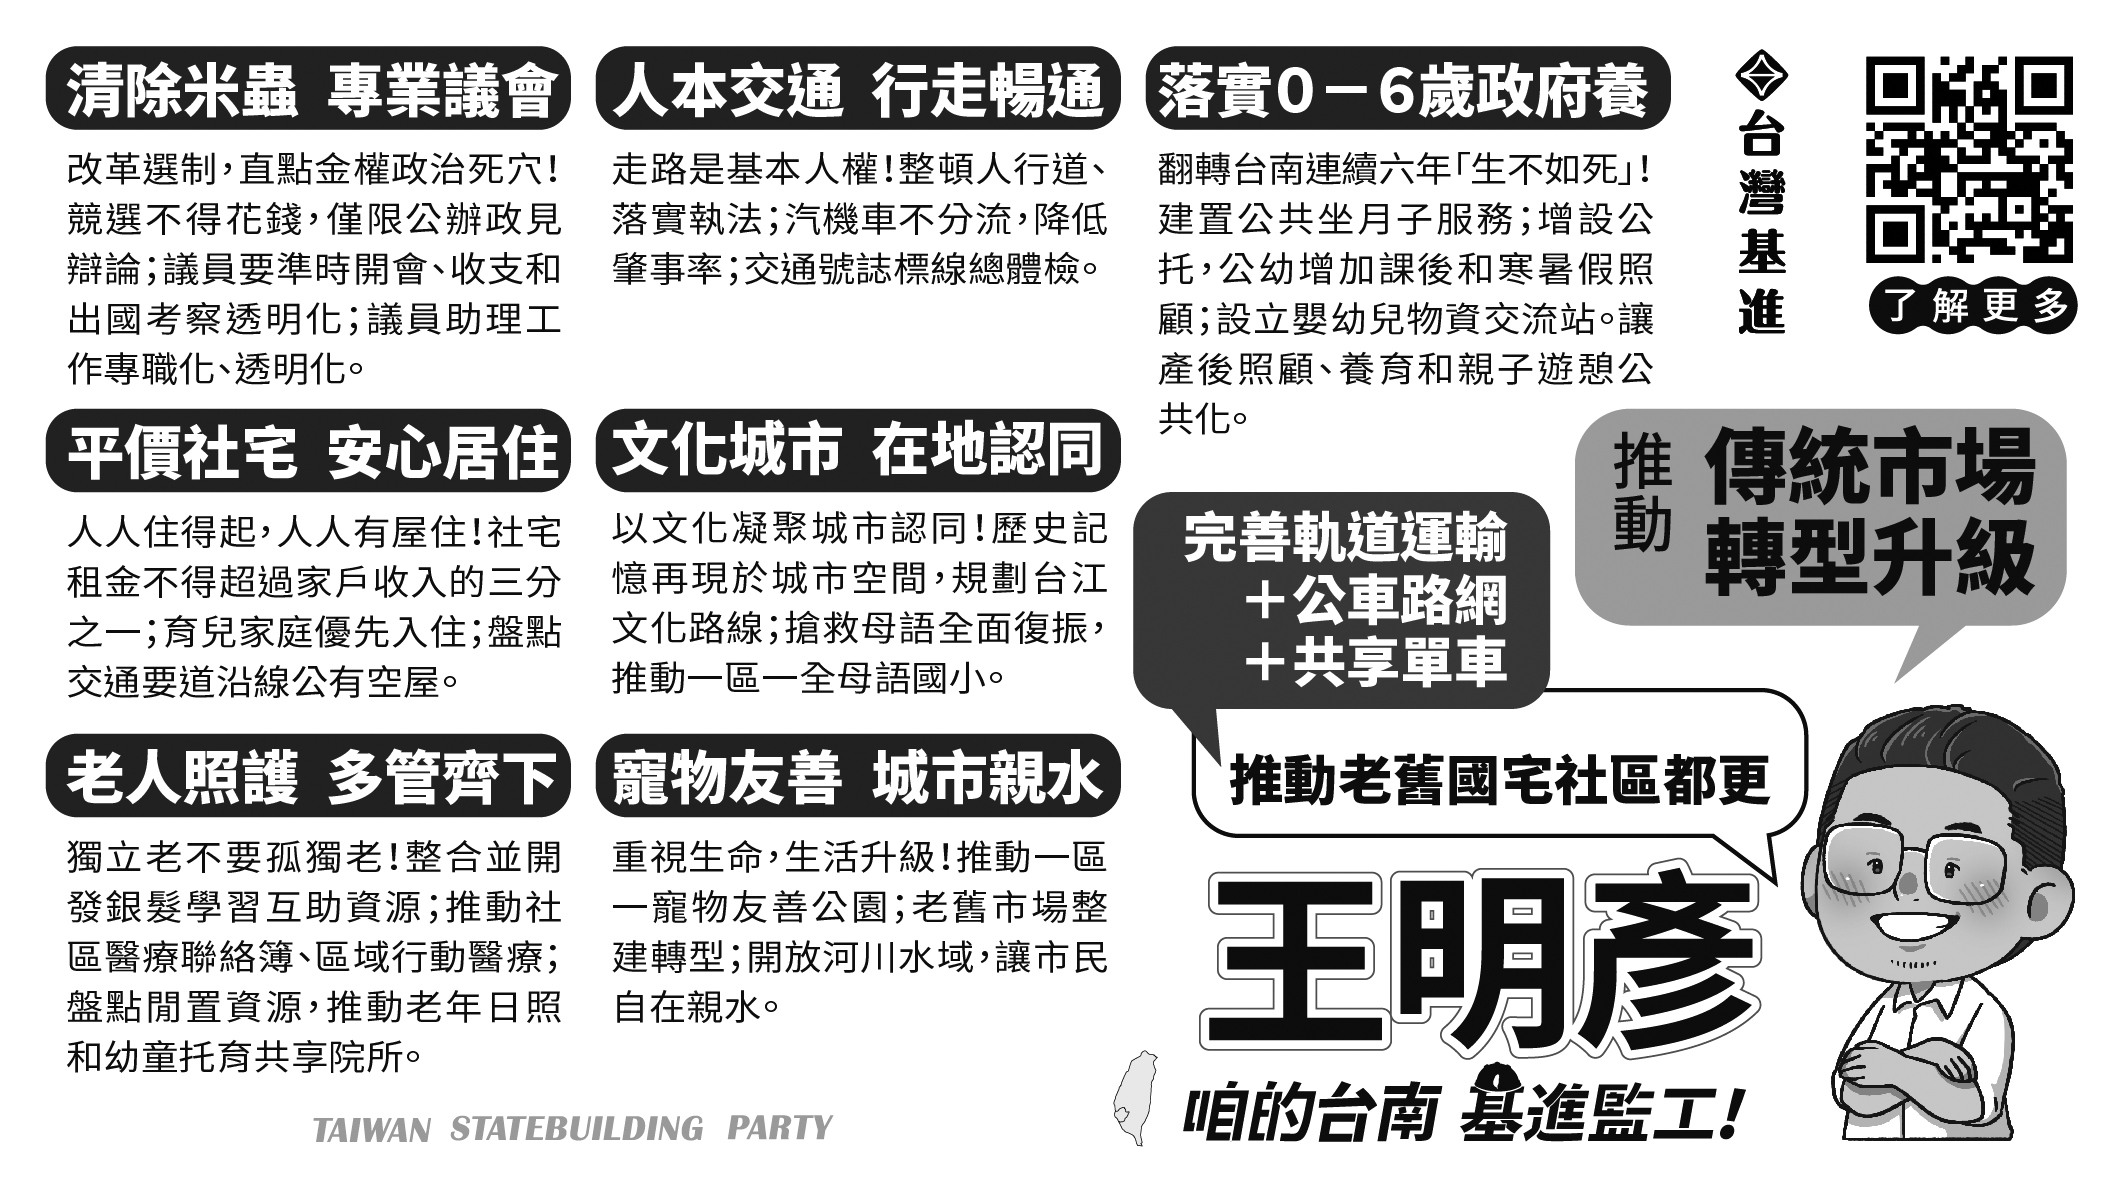 清除米蟲 專業議會
改革選制，直點金權政治死穴！
競選不得花錢，僅限公辦政見
辯論；議員要準時開會、收支和
出國考察透明化；議員助理工
作專職化、透明化。
平價社宅 安心居住
人人住得起，人人有屋住！社宅
租金不得超過家戶收入的三分
之一；育兒家庭優先入住；盤點
交通要道沿線公有空屋。
老人照護 多管齊下
獨立老不要孤獨老！整合並開
發銀髮學習互助資源；推動社
區醫療聯絡簿、區域行動醫療；
盤點閒置資源，推動老年日照
和幼童托育共享院所。
人本交通 行走暢通
走路是基本人權！整頓人行道、
落實執法；汽機車不分流，降低
肇事率；交通號誌標線總體檢。
文化城市 在地認同
以文化凝聚城市認同！歷史記
憶再現於城市空間，規劃台江
文化路線；搶救母語全面復振，
推動一區一全母語國小。
寵物友善 城市親水
重視生命，生活升級！推動一區
一寵物友善公園；老舊市場整
建轉型；開放河川水域，讓市民
自在親水。
落實0－6歲政府養
翻轉台南連續六年「生不如死」！
建置公共坐月子服務；增設公
托，公幼增加課後和寒暑假照
顧；設立嬰幼兒物資交流站。讓
產後照顧、養育和親子遊憩公
共化。
台灣基進
了解更多
推動
傳統市場
轉型升級
完善軌道運輸
＋公車路網
＋共享單車
推動老舊國宅社區都更
王明彥
咱的台南 基進監工！
TAIWAN STATEBUILDING PARTY